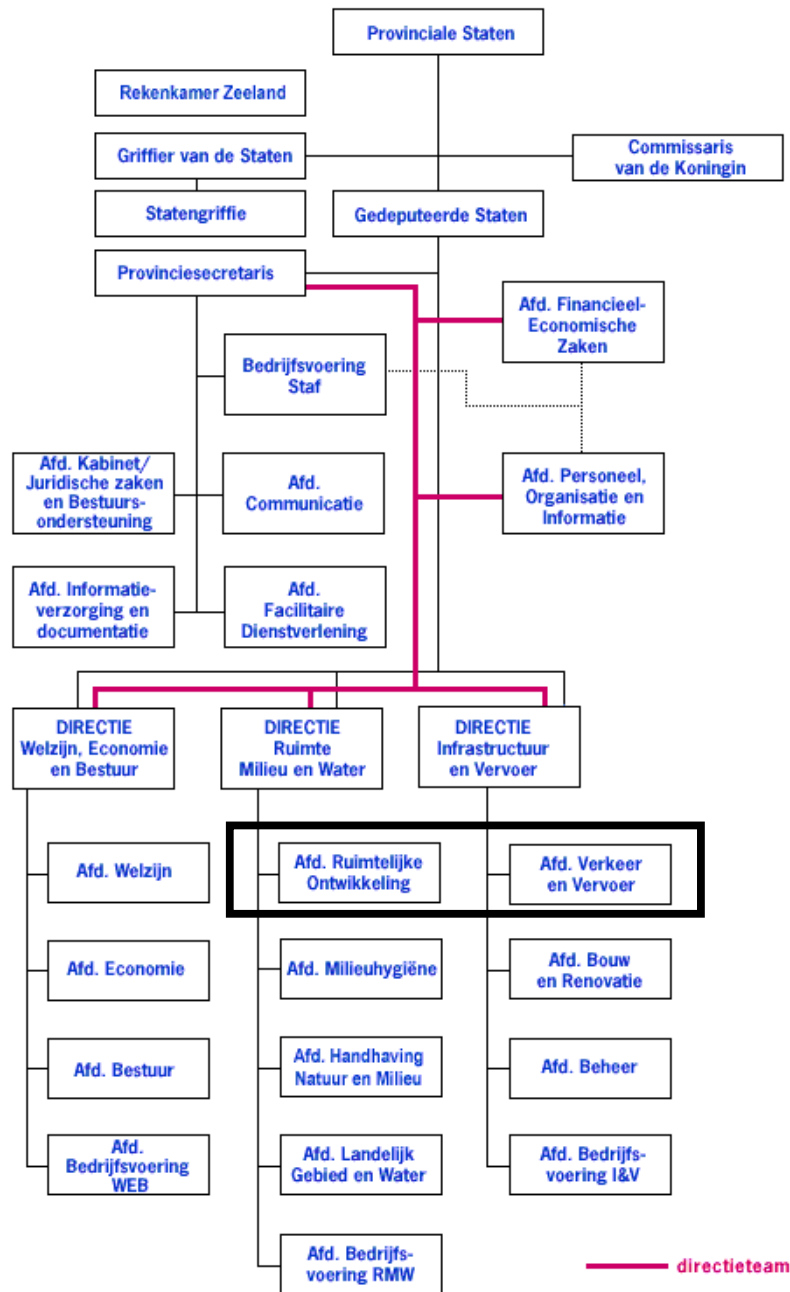 Provinciale Staten
Rekenkamer Zeeland
Griffier van de Staten
Commissaris
van de Koningin
Statengriffie
Gedeputeerde Staten
Provinciesecretaris
Afd. Financieel-
Economische
Zaken
Bedrijfsvoering
Staf
Afd. Kabinet/
Juridische zaken
en Bestuurs-
ondersteuning
Afd.
Communicatie
Afd. Personeel,
Organisatie en
Informatie
Afd. Informatie-
verzorging en
documentatie
Afd.
Facilitaire
Dienstverlening
DIRECTIE
Welzijn, Economie
en Bestuur
DIRECTIE
Ruimte
Milieu en Water
DIRECTIE
Infrastructuur
en Vervoer
Afd. Welzijn
Afd. Ruimtelijke
Ontwikkeling
Afd. Verkeer
en Vervoer
Afd. Economie
Afd. Milieuhygiëne
Afd. Bouw
en Renovatie
Afd. Bestuur
Afd. Handhaving
Natuur en Milieu
Afd. Beheer
Afd.
Bedrijfsvoering
WEB
Afd. Landelijk
Gebied en Water
Afd. Bedrijfs-
voering I&V
Afd. Bedrijfs-
voering RMW
directieteam